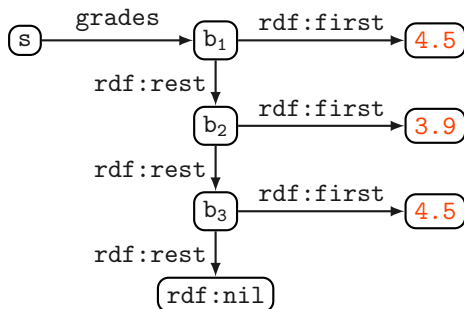 grades
s b₁ rdf:first 4.5
rdf:rest
b₂ rdf:first 3.9
rdf:rest
b₃ rdf:first 4.5
rdf:rest
rdf:nil